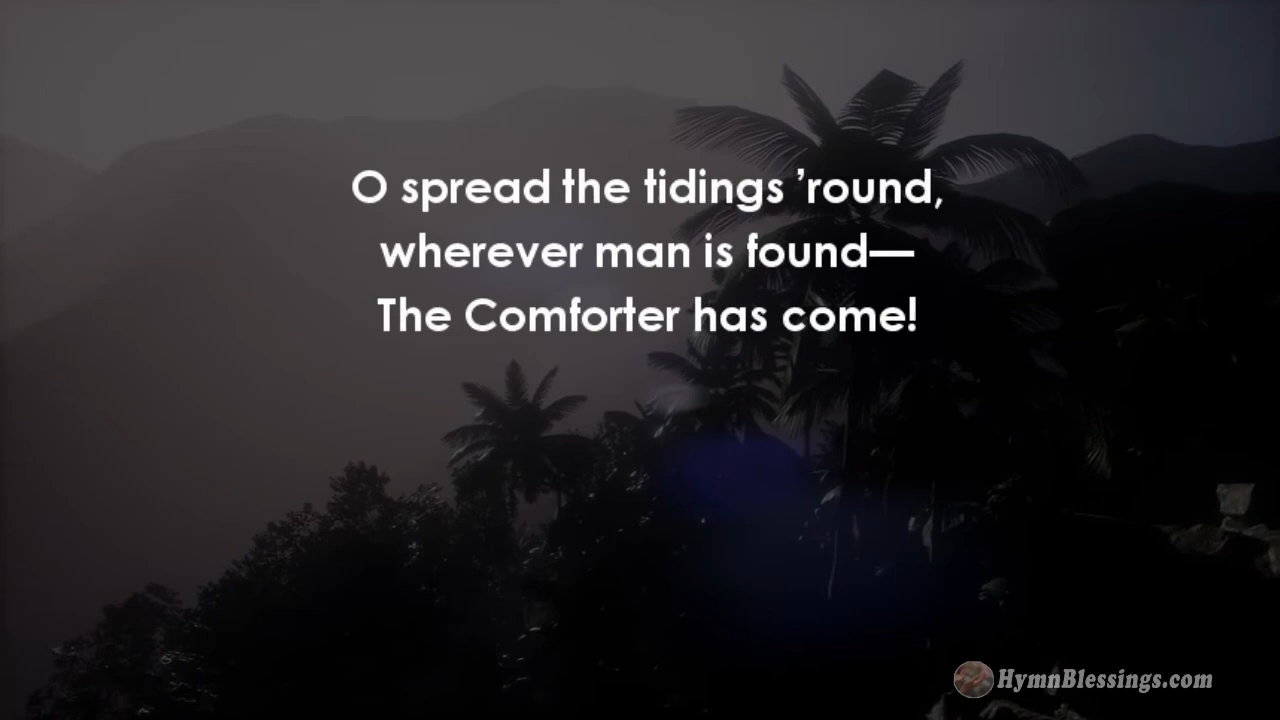 O spread the tidings ’round,
wherever man is found—
The Comforter has come!
HymnBlessings.com